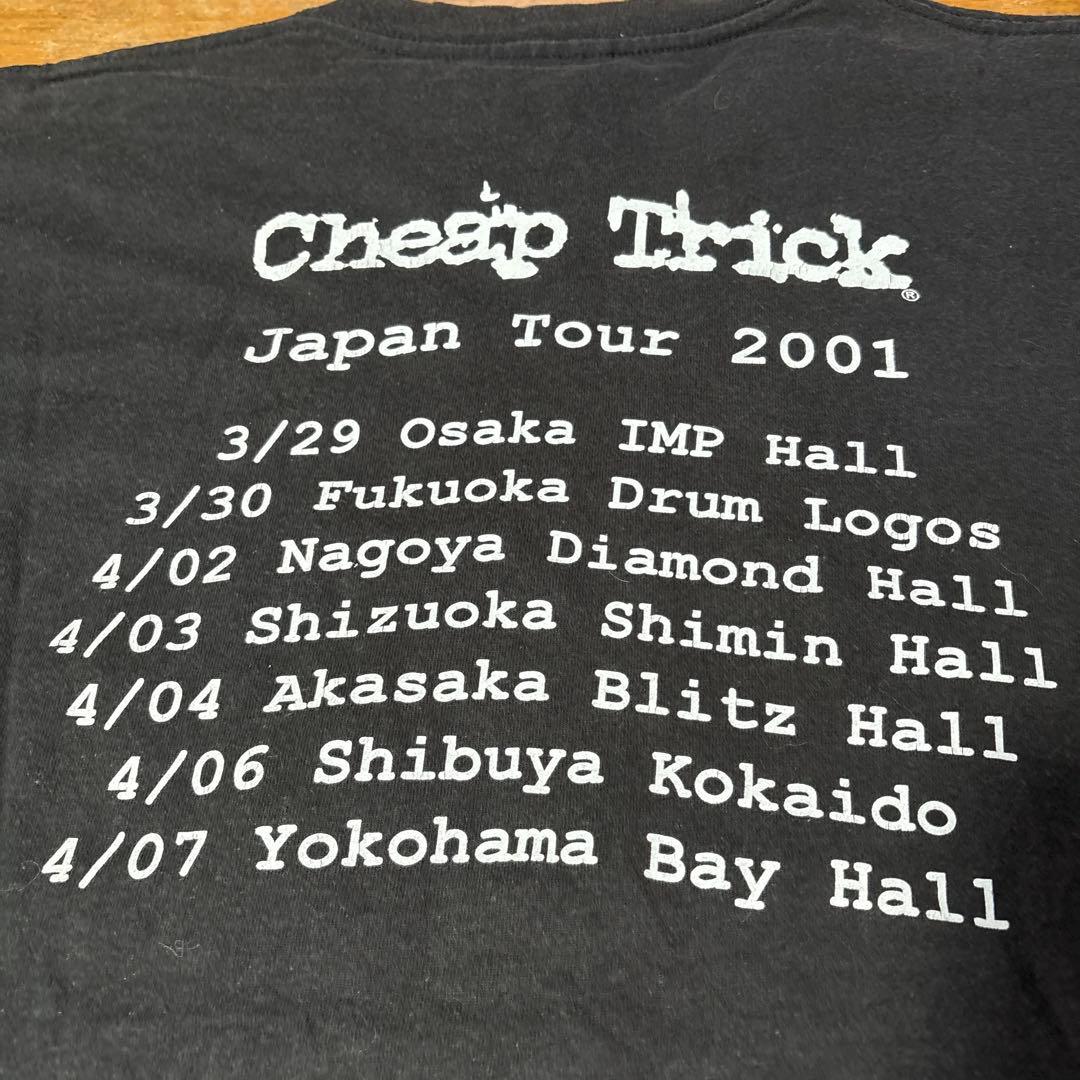 Cheap Trick®
Japan Tour 2001
3/29 Osaka IMP Hall
3/30 Fukuoka Drum Logos
4/02 Nagoya Diamond Hall
4/03 Shizuoka Shimin Hall
4/04 Akasaka Blitz Hall
4/06 Shibuya Kokaido
4/07 Yokohama Bay Hall